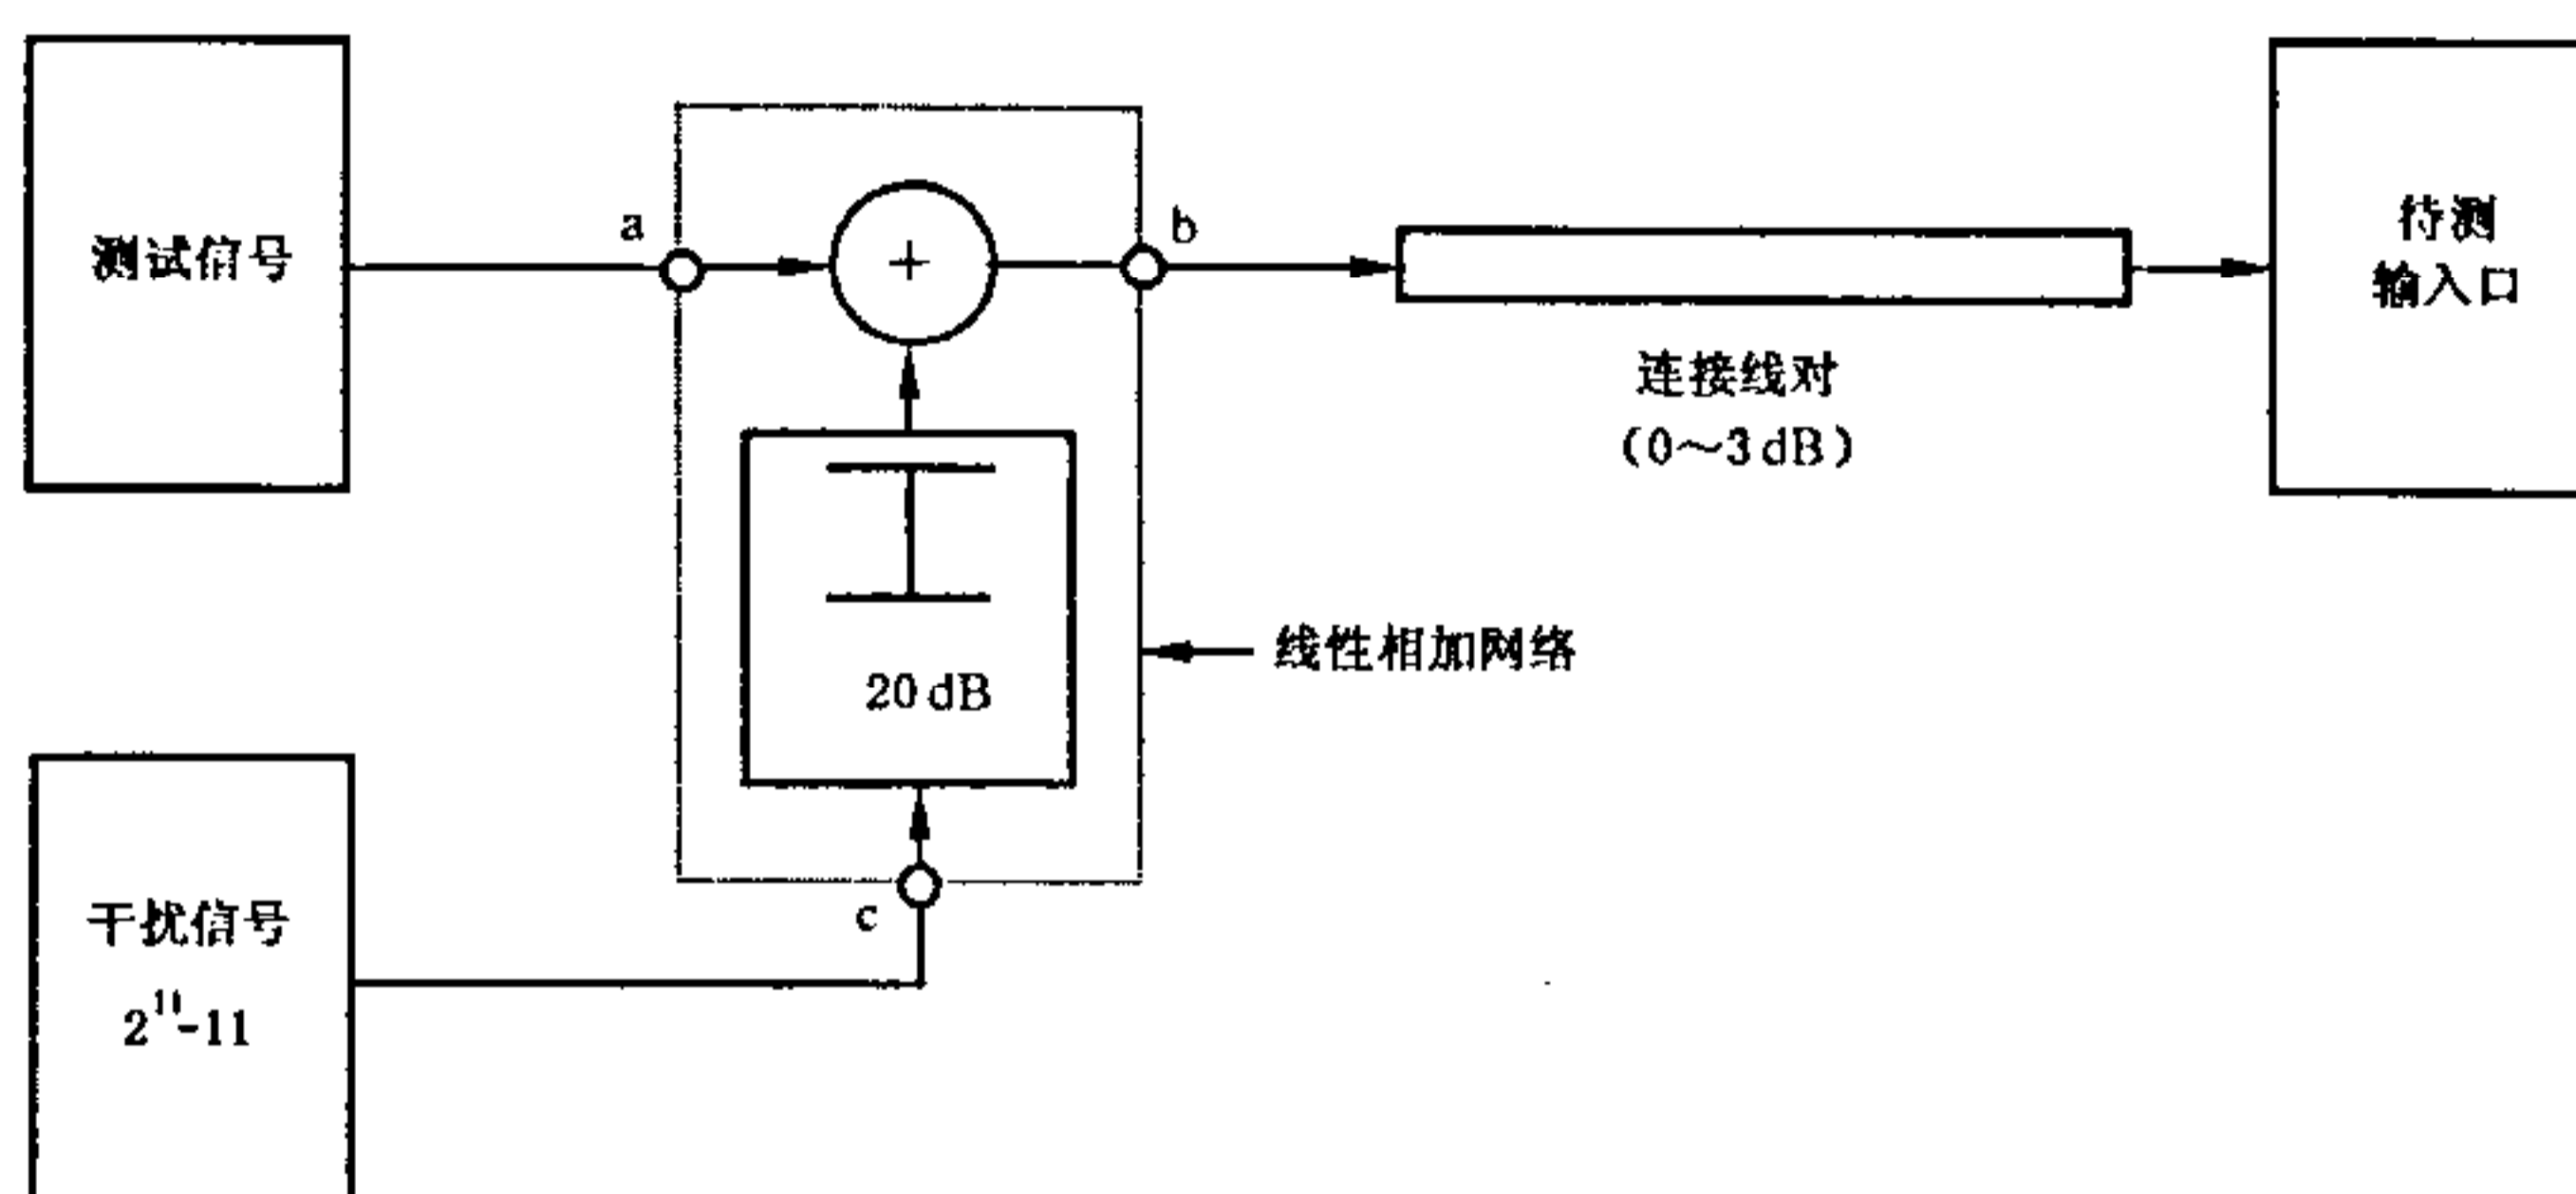 测试信号
a
+
b
待测
输入口
连接线对
(0～3 dB)
20 dB
线性相加网络
c
干扰信号
2¹¹-11